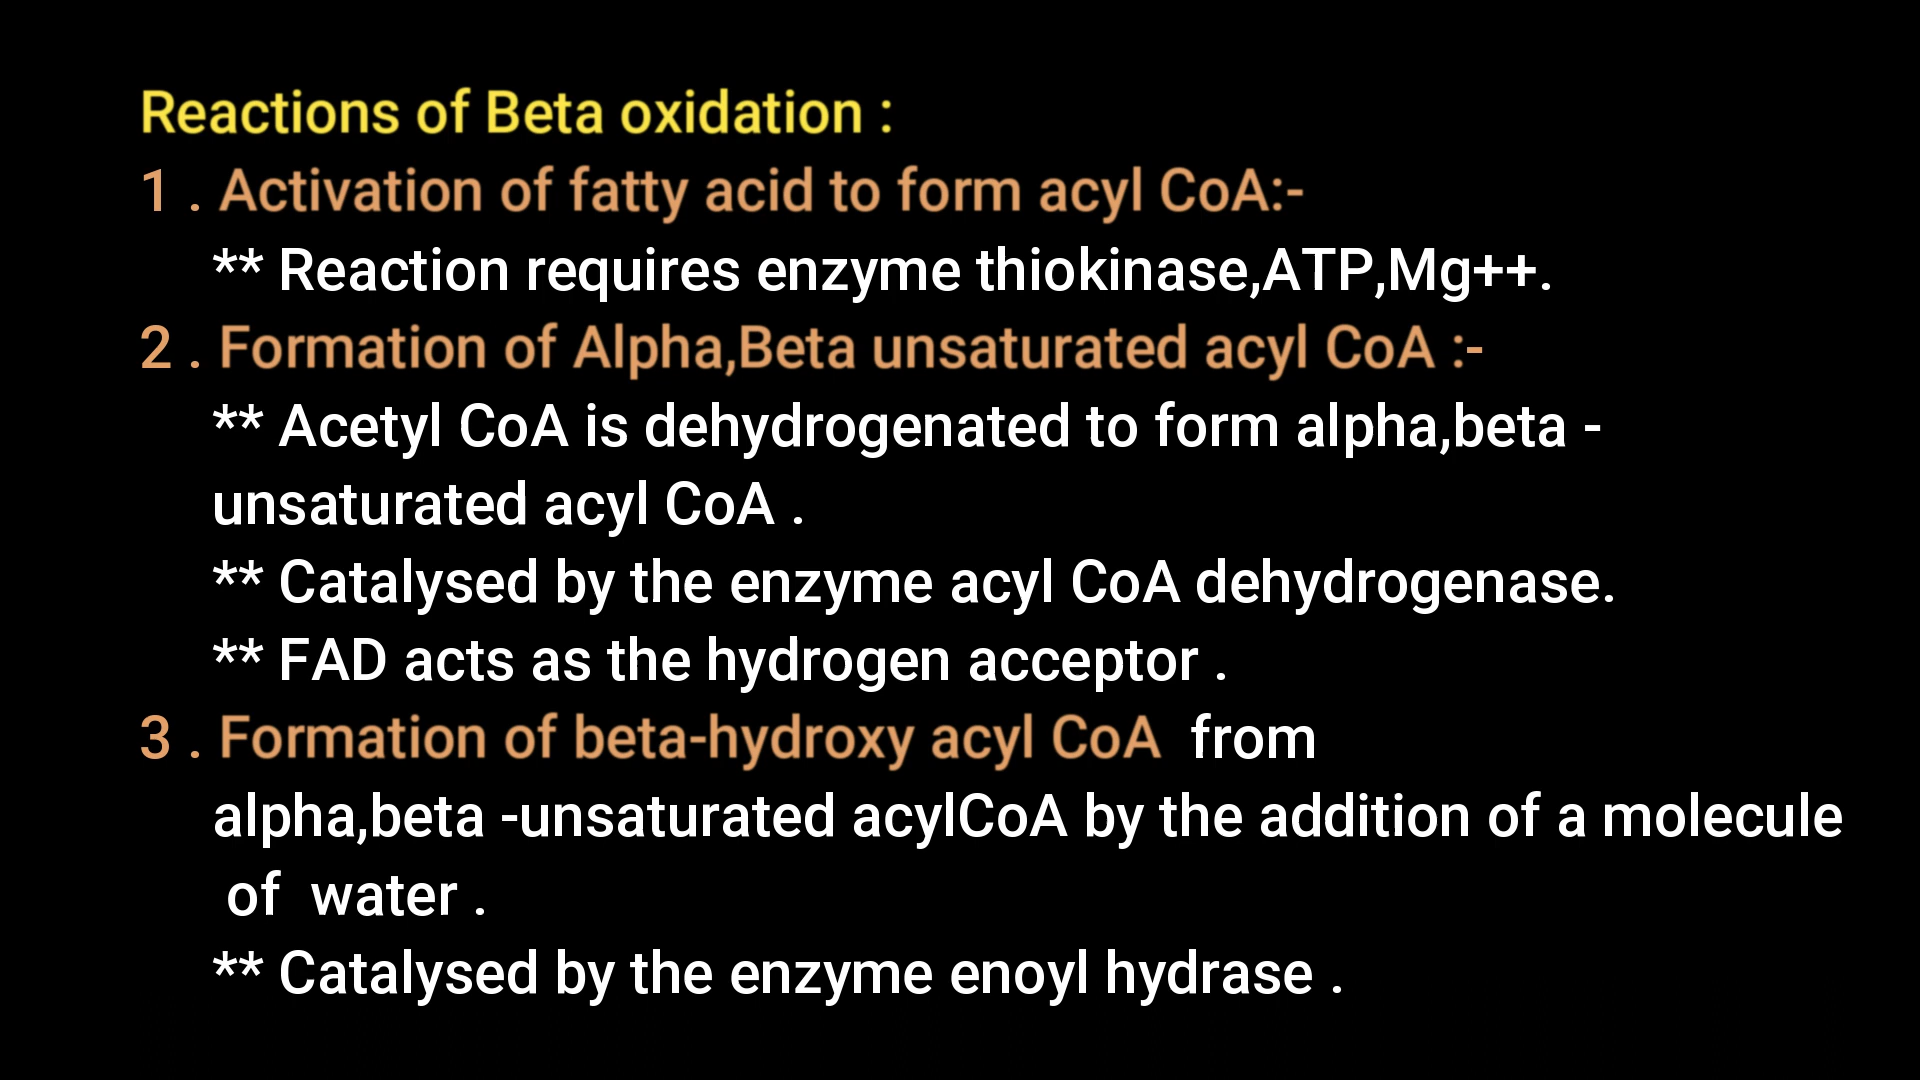 Reactions of Beta oxidation :
1 . Activation of fatty acid to form acyl CoA:-
** Reaction requires enzyme thiokinase,ATP,Mg++.
2 . Formation of Alpha,Beta unsaturated acyl CoA :-
** Acetyl CoA is dehydrogenated to form alpha,beta -
unsaturated acyl CoA .
** Catalysed by the enzyme acyl CoA dehydrogenase.
** FAD acts as the hydrogen acceptor .
3 . Formation of beta-hydroxy acyl CoA  from
alpha,beta -unsaturated acylCoA by the addition of a molecule
of  water .
** Catalysed by the enzyme enoyl hydrase .